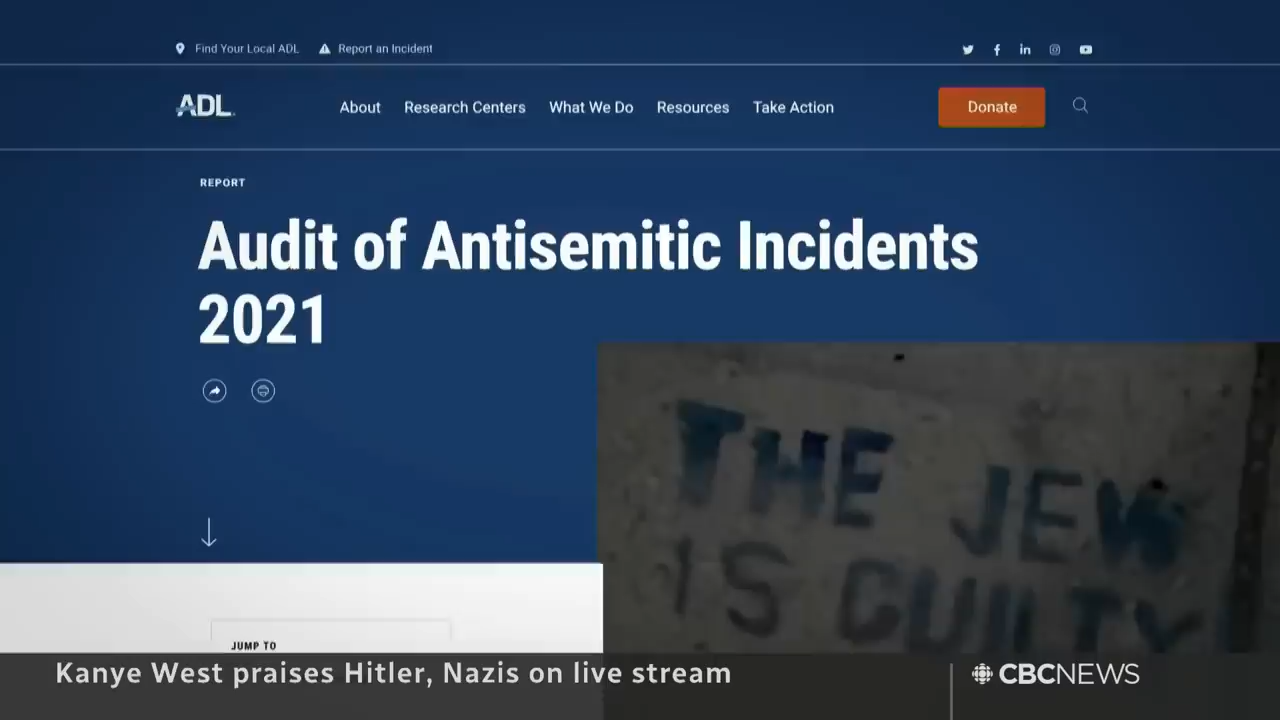 Find Your Local ADL Report an Incident
ADL
About Research Centers What We Do Resources Take Action Donate
REPORT
Audit of Antisemitic Incidents
2021
THE JEW
IS GUILTY
JUMP TO
Kanye West praises Hitler, Nazis on live stream
CBCNEWS